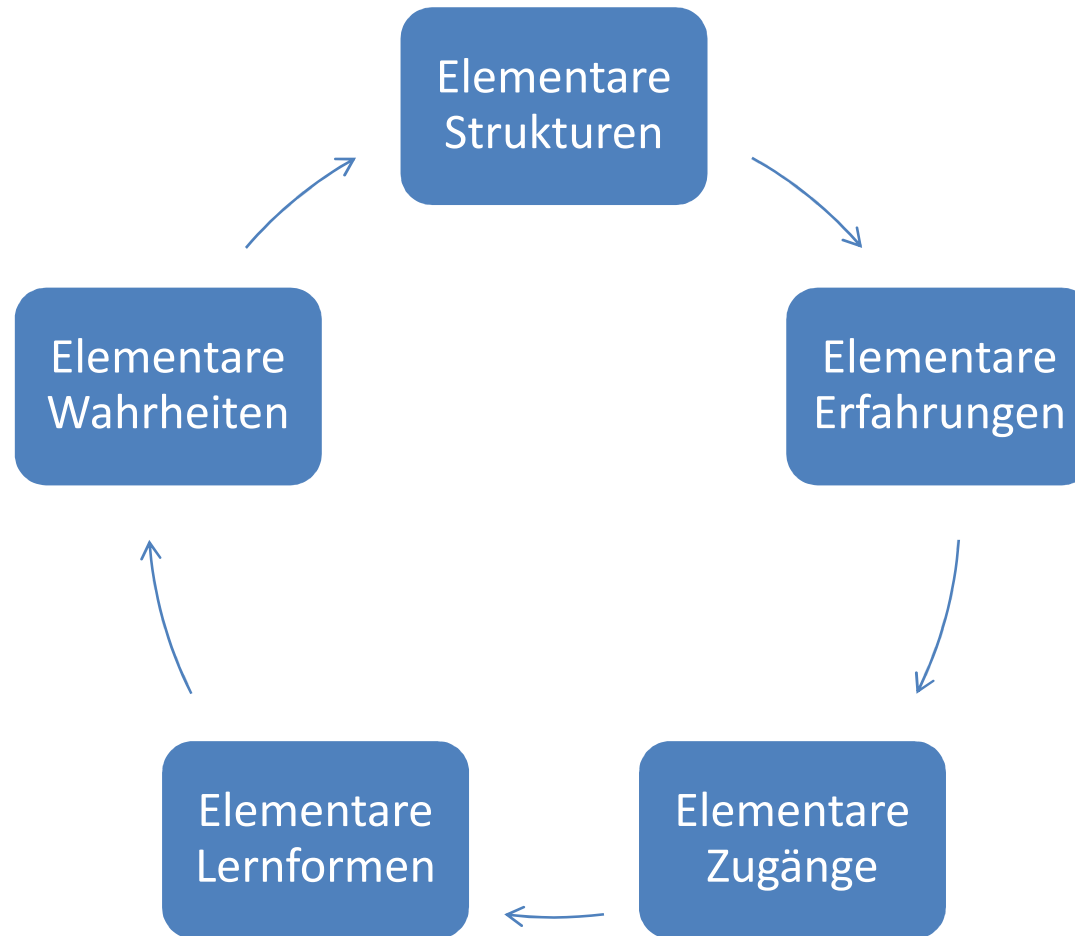 Elementare
Strukturen
Elementare
Erfahrungen
Elementare
Zugänge
Elementare
Lernformen
Elementare
Wahrheiten